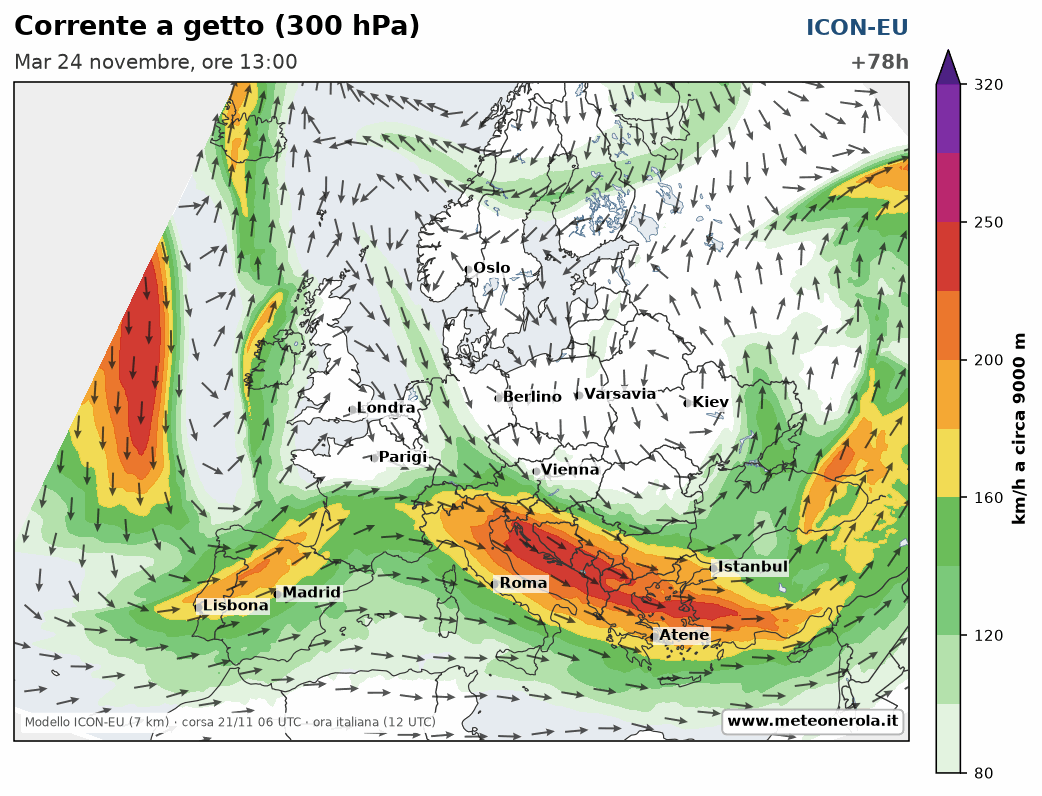 Corrente a getto (300 hPa)
ICON-EU
Mar 24 novembre, ore 13:00
+78h
320
250
200
160
120
80
km/h a circa 9000 m
Oslo
Berlino
Varsavia
Kiev
Londra
Parigi
Vienna
Istanbul
Roma
Madrid
Lisbona
Atene
Modello ICON-EU (7 km) · corsa 21/11 06 UTC · ora italiana (12 UTC)
www.meteonerola.it